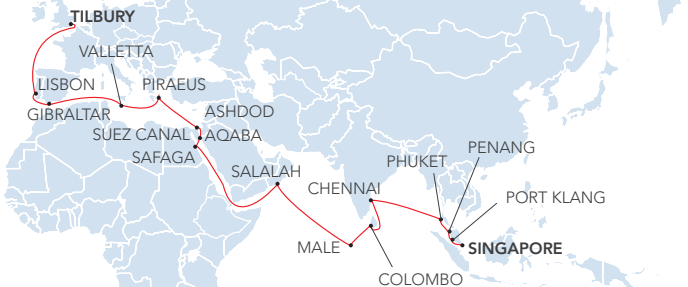 TILBURY
VALLETTA
LISBON
PIRAEUS
GIBRALTAR
ASHDOD
SUEZ CANAL
AQABA
SAFAGA
SALALAH
PHUKET
PENANG
CHENNAI
PORT KLANG
MALE
SINGAPORE
COLOMBO